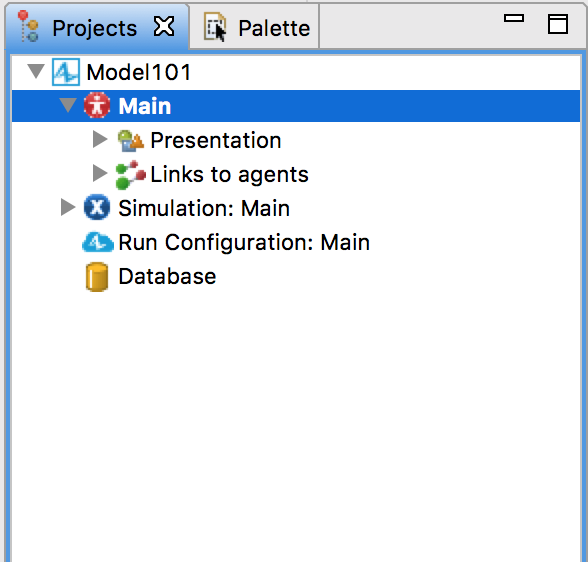 Projects Palette
Model101
Main
Presentation
Links to agents
Simulation: Main
Run Configuration: Main
Database